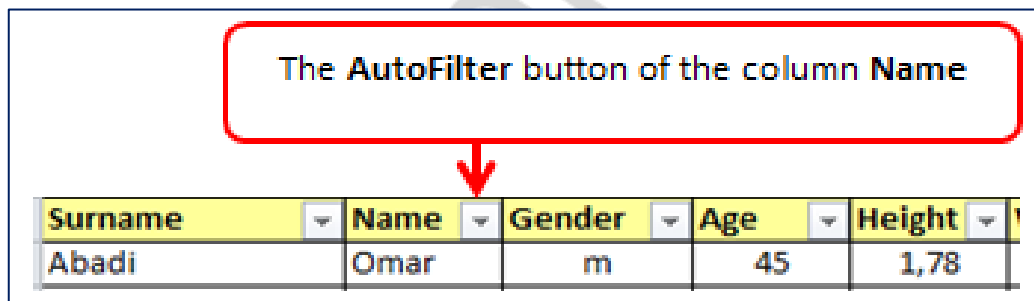 The AutoFilter button of the column Name
Surname Name Gender Age Height
Abadi Omar m 45 1,78